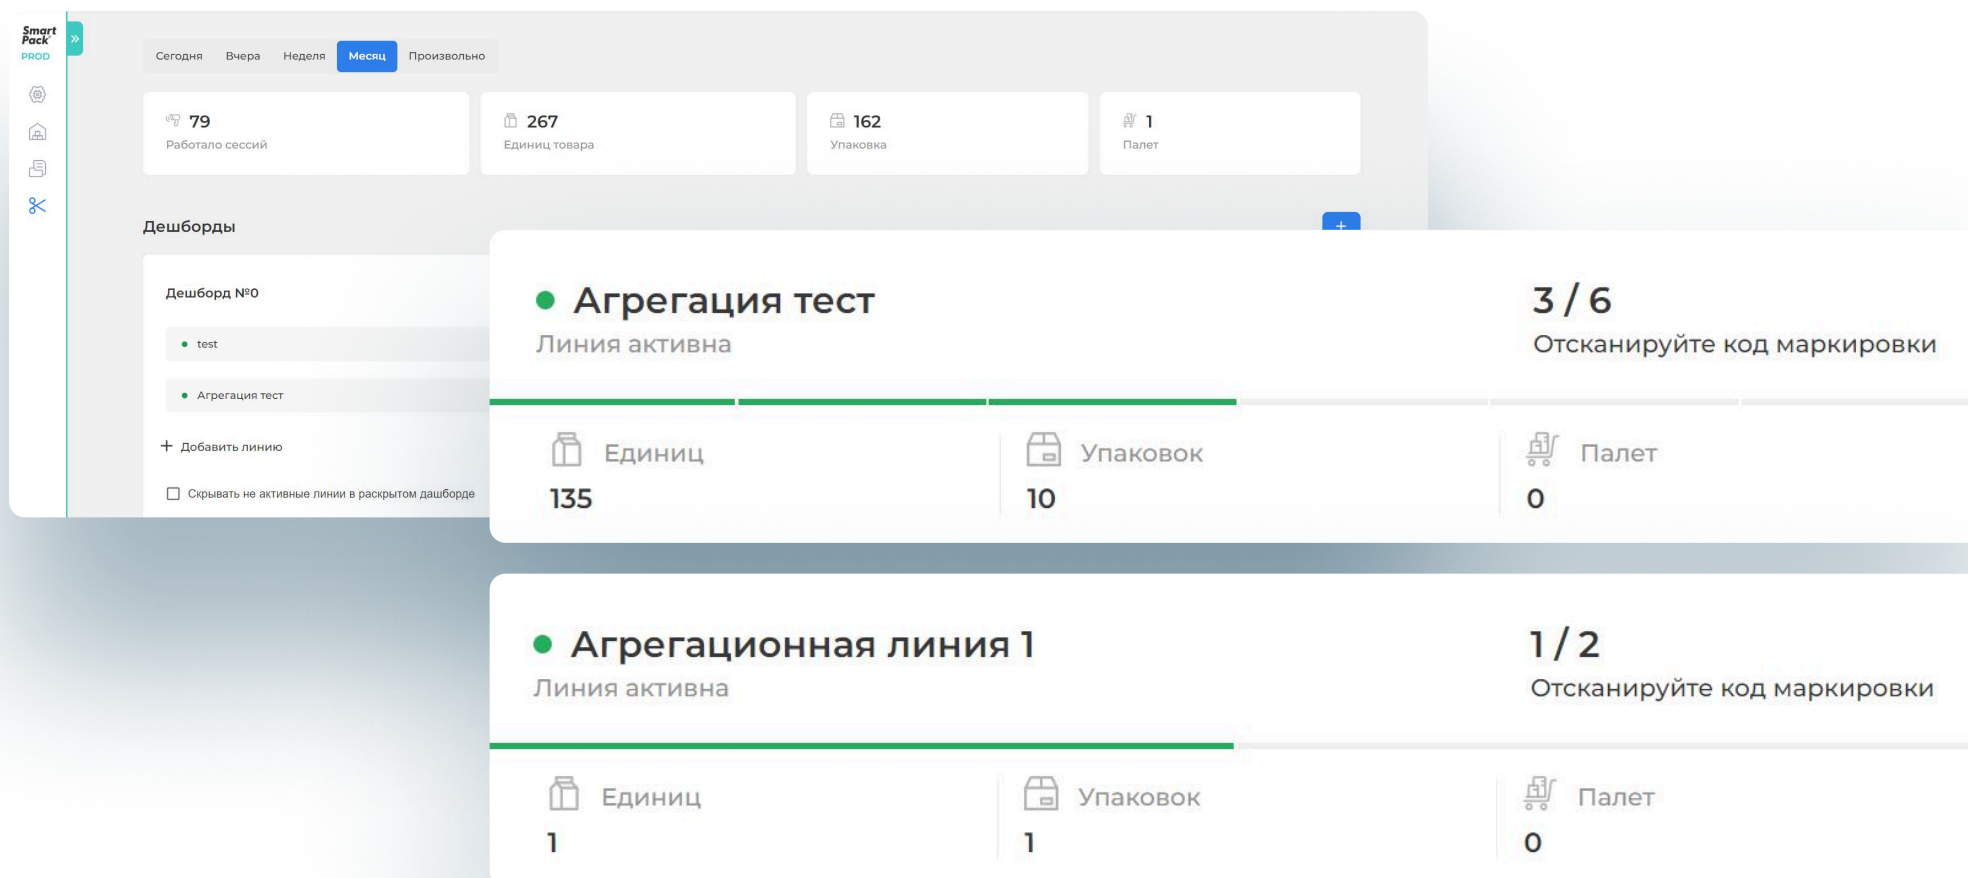 Smart
Pack
PROD
»
Сегодня Вчера Неделя Месяц Произвольно
79
Работало сессий
267
Единиц товара
162
Упаковка
1
Палет
Дешборды
+
Дешборд №0
test
Агрегация тест
+ Добавить линию
Скрывать не активные линии в раскрытом дашборде
Агрегация тест
Линия активна
3 / 6
Отсканируйте код маркировки
Единиц
135
Упаковок
10
Палет
0
Агрегационная линия 1
Линия активна
1 / 2
Отсканируйте код маркировки
Единиц
1
Упаковок
1
Палет
0